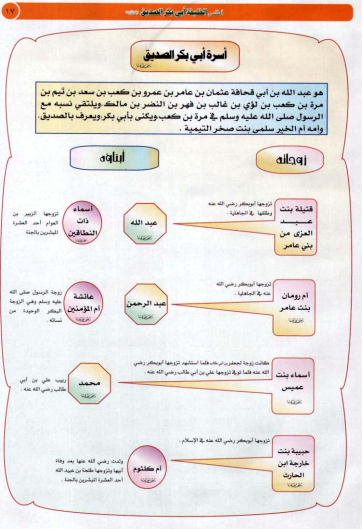 ١٧
أطلس الخليفة أبي بكر الصديق
أسرة أبي بكر الصديق
هو عبد الله بن أبي قحافة عثمان بن عامر بن عمرو بن كعب بن سعد بن تيم بن
مرة بن كعب بن لؤي بن غالب بن فهر بن النضر بن مالك ويلتقي نسبه مع
الرسول صلى الله عليه وسلم في مرة بن كعب ويكنى بأبي بكر، ويعرف بالصديق،
وأمه أم الخير سلمى بنت صخر التيمية .
زوجاته
أبناؤه
قتيلة بنت
عبد
العزى من
بني عامر
تزوجها أبوبكر رضي الله عنه
وطلقها في الجاهلية .
عبد الله
أسماء
ذات
النطاقين
تزوجها الزبير بن
العوام أحد العشرة
المبشرين بالجنة
أم رومان
بنت عامر
تزوجها أبوبكر رضي الله
عنه في الجاهلية .
عبد الرحمن
عائشة
أم المؤمنين
زوجة الرسول صلى الله
عليه وسلم وهي الزوجة
البكر الوحيدة من
نسائه .
أسماء بنت
عميس
كانت زوجة لجعفر بن أبي طالب فلما استشهد تزوجها أبوبكر رضي
الله عنه فلما توفي تزوجها علي بن أبي طالب رضي الله عنه .
محمد
ربيب علي بن أبي
طالب رضي الله عنه .
حبيبة بنت
خارجة ابن
الحارث
تزوجها أبوبكر رضي الله عنه في الإسلام .
أم كلثوم
ولدت رضي الله عنها بعد وفاة
أبيها وتزوجها طلحة بن عبيد الله
أحد العشرة المبشرين بالجنة .